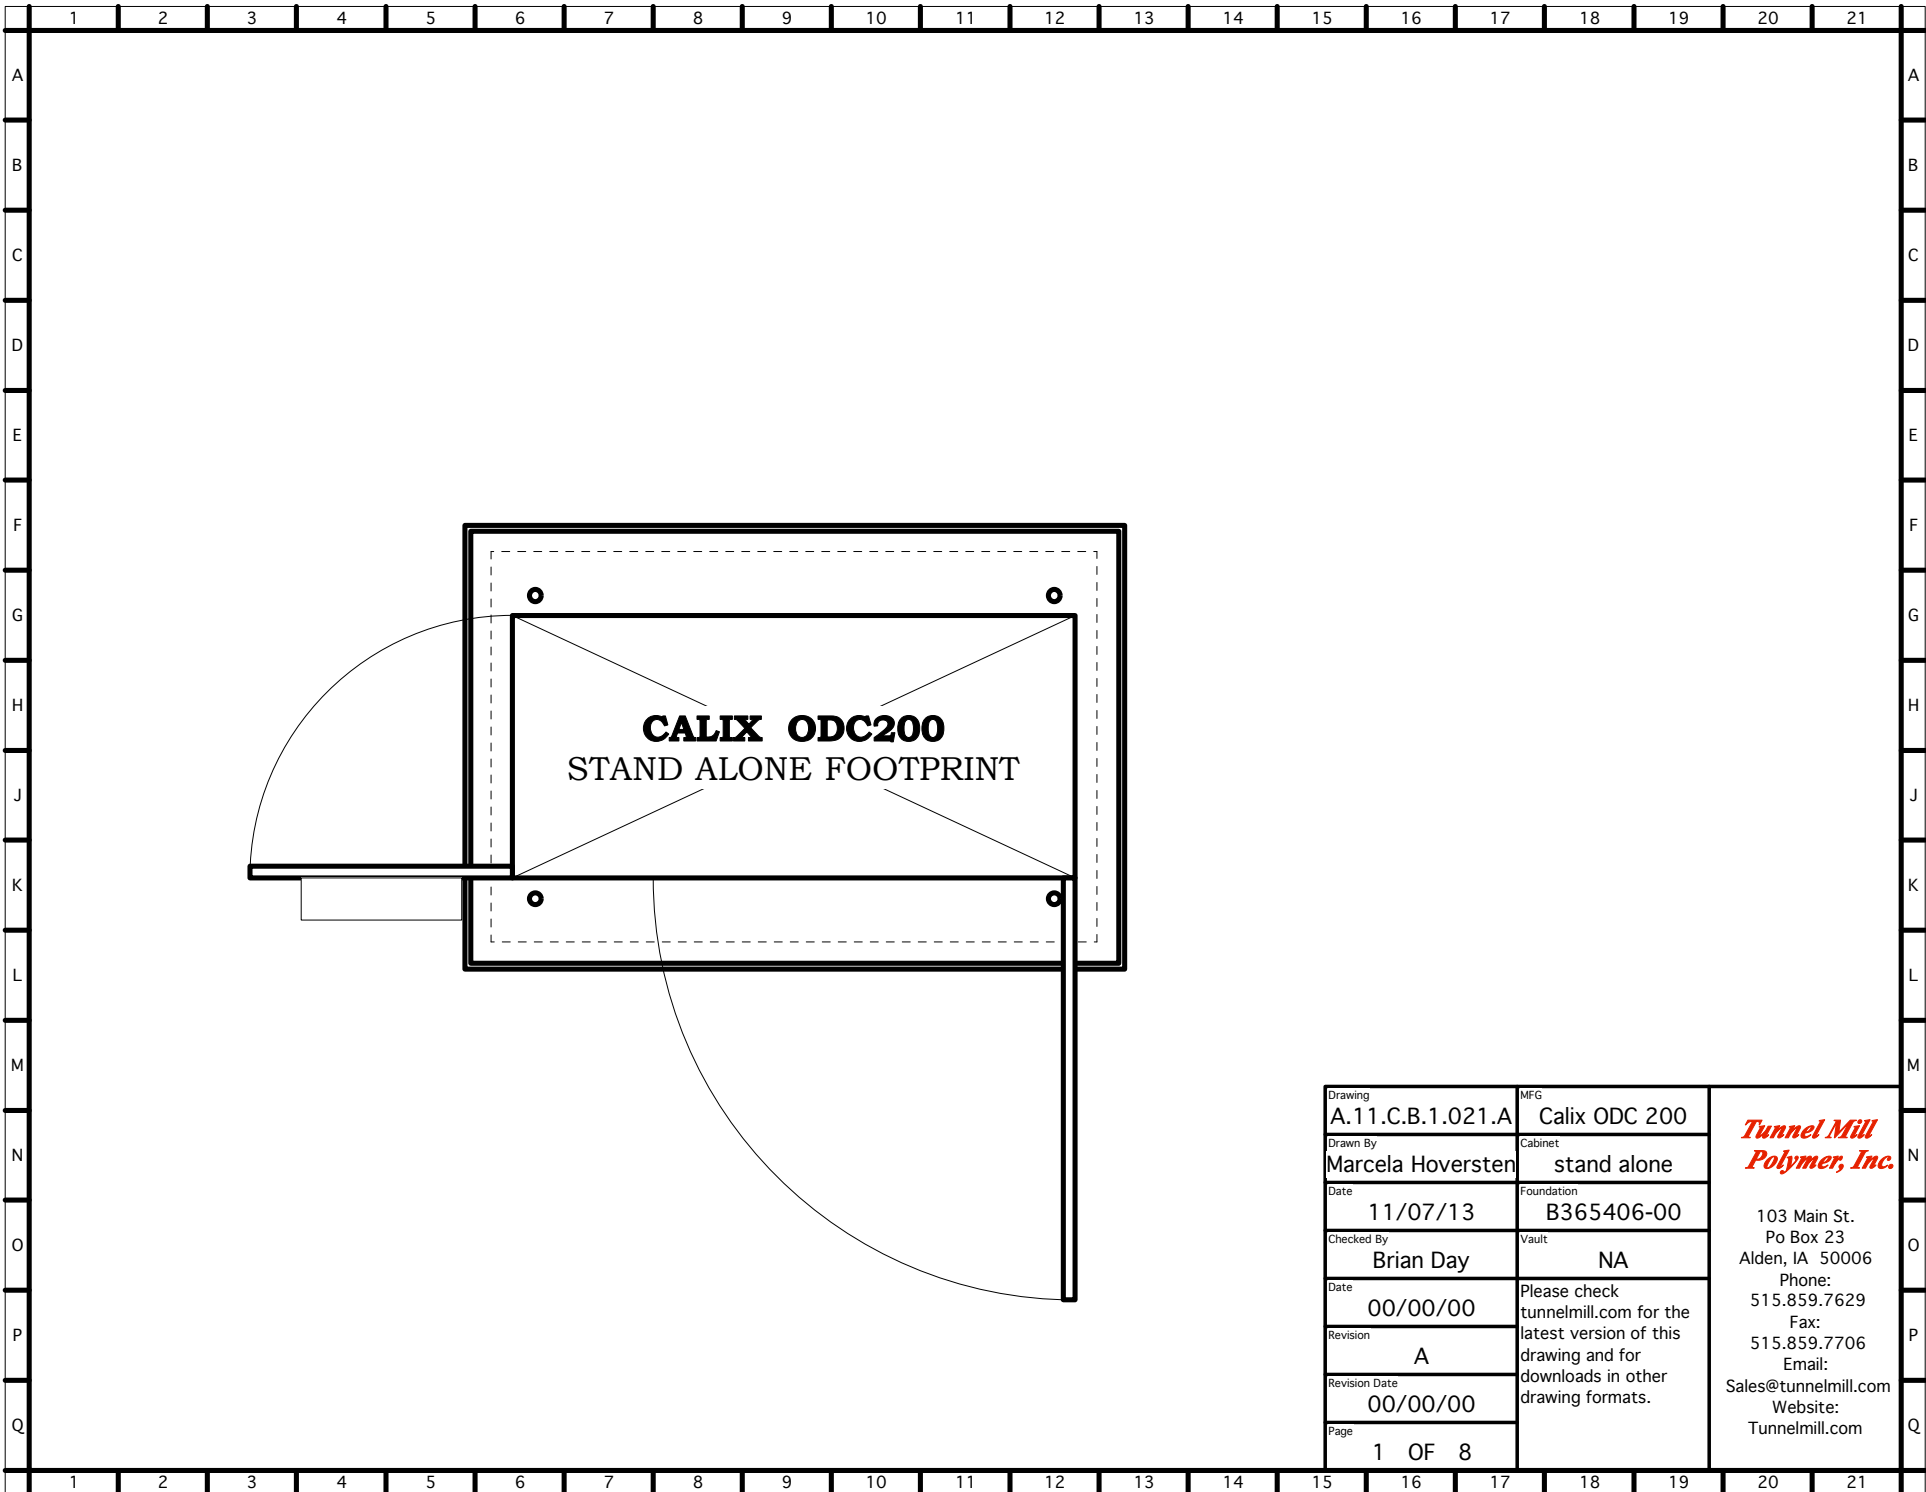 1 2 3 4 5 6 7 8 9 10 11 12 13 14 15 16 17 18 19 20 21
A A
B B
C C
D D
E E
F F
G G
H H
CALIX ODC200
STAND ALONE FOOTPRINT
J J
K K
L L
M M
N N
O O
P P
Q Q
Drawing
A.11.C.B.1.021.A
MFG
Calix ODC 200
Drawn By
Marcela Hoversten
Cabinet
stand alone
Date
11/07/13
Foundation
B365406-00
Checked By
Brian Day
Vault
NA
Date
00/00/00
Revision
A
Revision Date
00/00/00
Page
1 OF 8
Please check
tunnelmill.com for the
latest version of this
drawing and for
downloads in other
drawing formats.
Tunnel Mill
Polymer, Inc.
103 Main St.
Po Box 23
Alden, IA 50006
Phone:
515.859.7629
Fax:
515.859.7706
Email:
Sales@tunnelmill.com
Website:
Tunnelmill.com
1 2 3 4 5 6 7 8 9 10 11 12 13 14 15 16 17 18 19 20 21